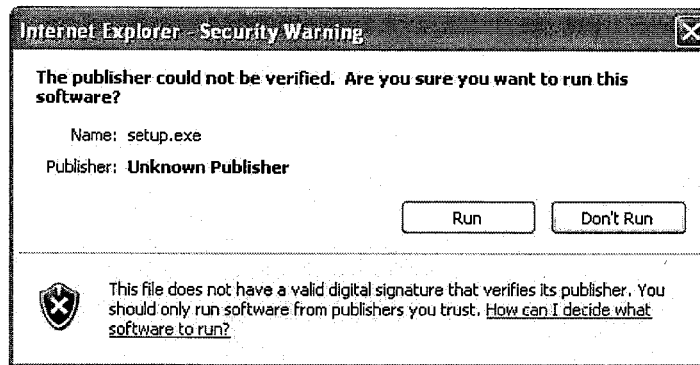 Internet Explorer - Security Warning
The publisher could not be verified.  Are you sure you want to run this
software?
Name: setup.exe
Publisher: Unknown Publisher
Run
Don't Run
This file does not have a valid digital signature that verifies its publisher. You
should only run software from publishers you trust. How can I decide what
software to run?